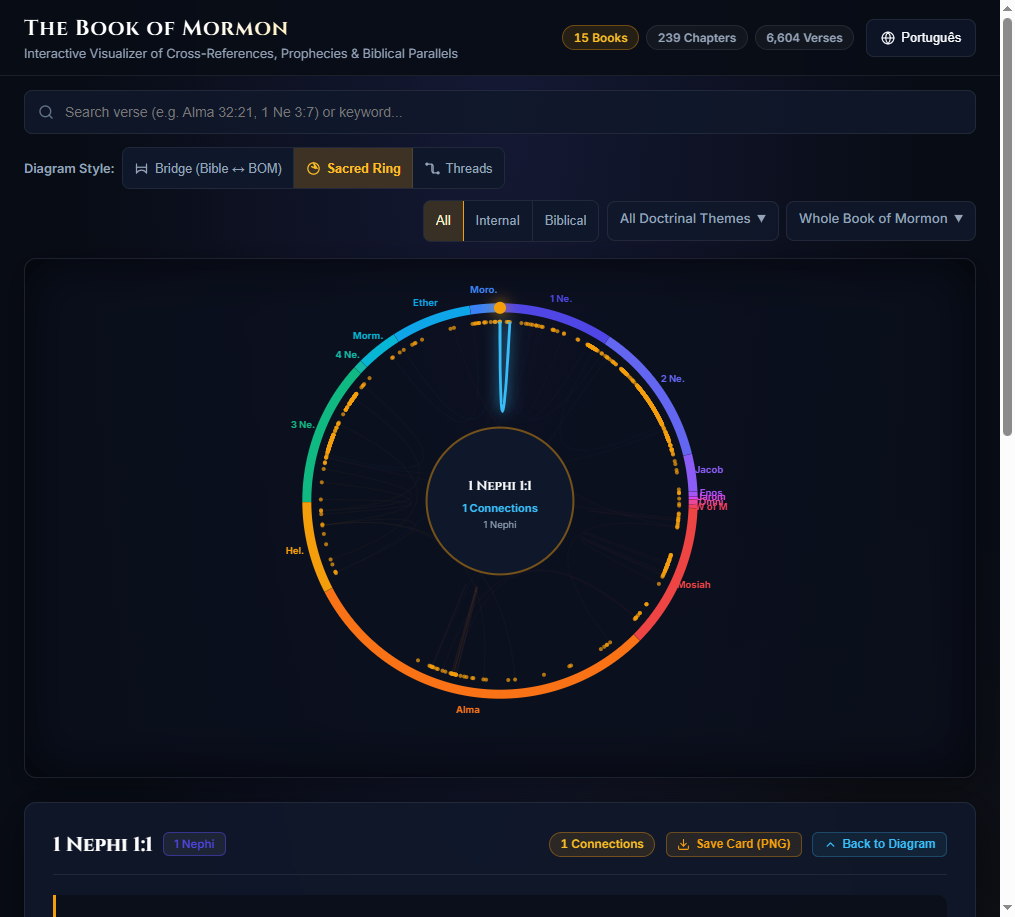 The Book of Mormon
Interactive Visualizer of Cross-References, Prophecies & Biblical Parallels
15 Books
239 Chapters
6,604 Verses
Português
Search verse (e.g. Alma 32:21, 1 Ne 3:7) or keyword...
Diagram Style:
Bridge (Bible ↔ BOM)
Sacred Ring
Threads
All
Internal
Biblical
All Doctrinal Themes ▼
Whole Book of Mormon ▼
Moro.
1 Ne.
Ether
Morm.
4 Ne.
2 Ne.
3 Ne.
Jacob
Enos
W of M
Hel.
Mosiah
Alma
1 Nephi 1:1
1 Connections
1 Nephi
1 Nephi 1:1
1 Nephi
1 Connections
Save Card (PNG)
Back to Diagram